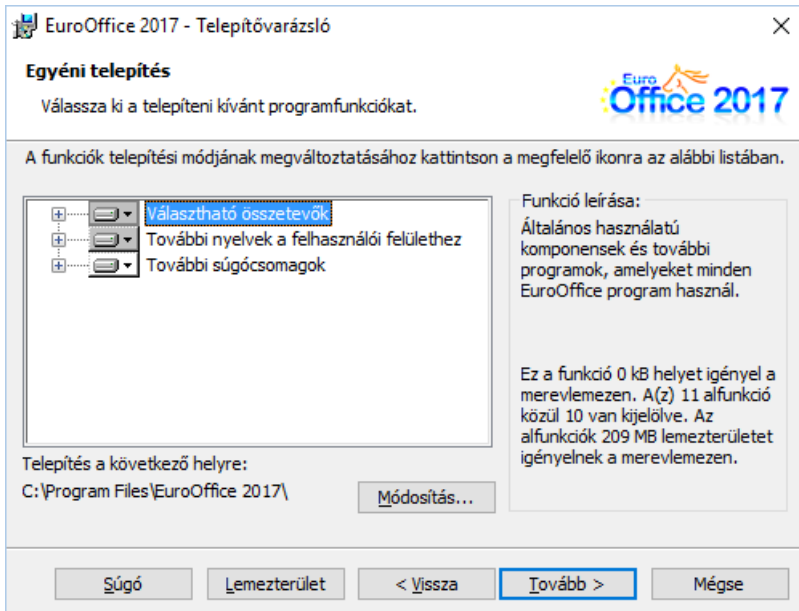 EuroOffice 2017 - Telepítővarázsló
Egyéni telepítés
Válassza ki a telepíteni kívánt programfunkciókat.
Euro
Office 2017
A funkciók telepítési módjának megváltoztatásához kattintson a megfelelő ikonra az alábbi listában.
Választható összetevők
További nyelvek a felhasználói felülethez
További súgócsomagok
Funkció leírása:
Általános használatú
komponensek és további
programok, amelyeket minden
EuroOffice program használ.
Ez a funkció 0 kB helyet igényel a
merevlemezen. A(z) 11 alfunkció
közül 10 van kijelölve. Az
alfunkciók 209 MB lemezterületet
igényelnek a merevlemezen.
Telepítés a következő helyre:
C:\Program Files\EuroOffice 2017\
Módosítás...
Súgó
Lemezterület
< Vissza
Tovább >
Mégse